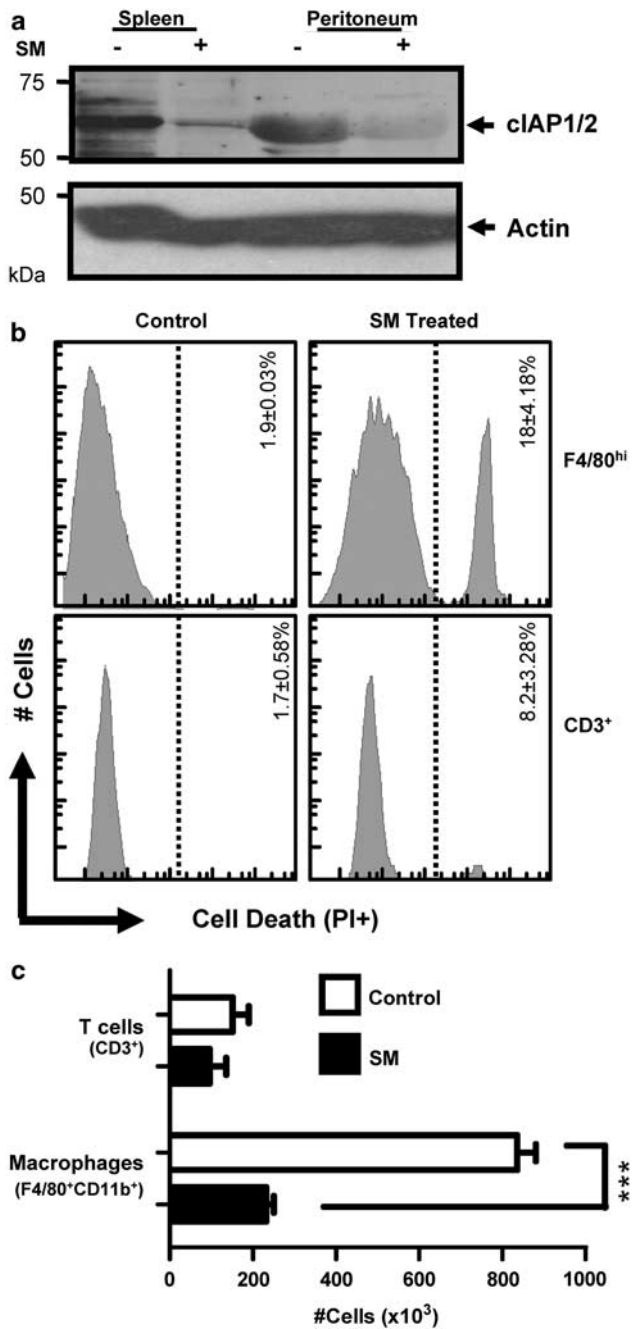 a
Spleen Peritoneum
SM - + - +
75
cIAP1/2
50
50
Actin
kDa
b
Control SM Treated
1.9±0.03%
18±4.18%
F4/80hi
1.7±0.58%
8.2±3.28%
CD3+
# Cells
Cell Death (PI+)
c
Control
SM
T cells
(CD3+)
Macrophages
(F4/80+CD11b+)
***
0 200 400 600 800 1000
#Cells (x10³)